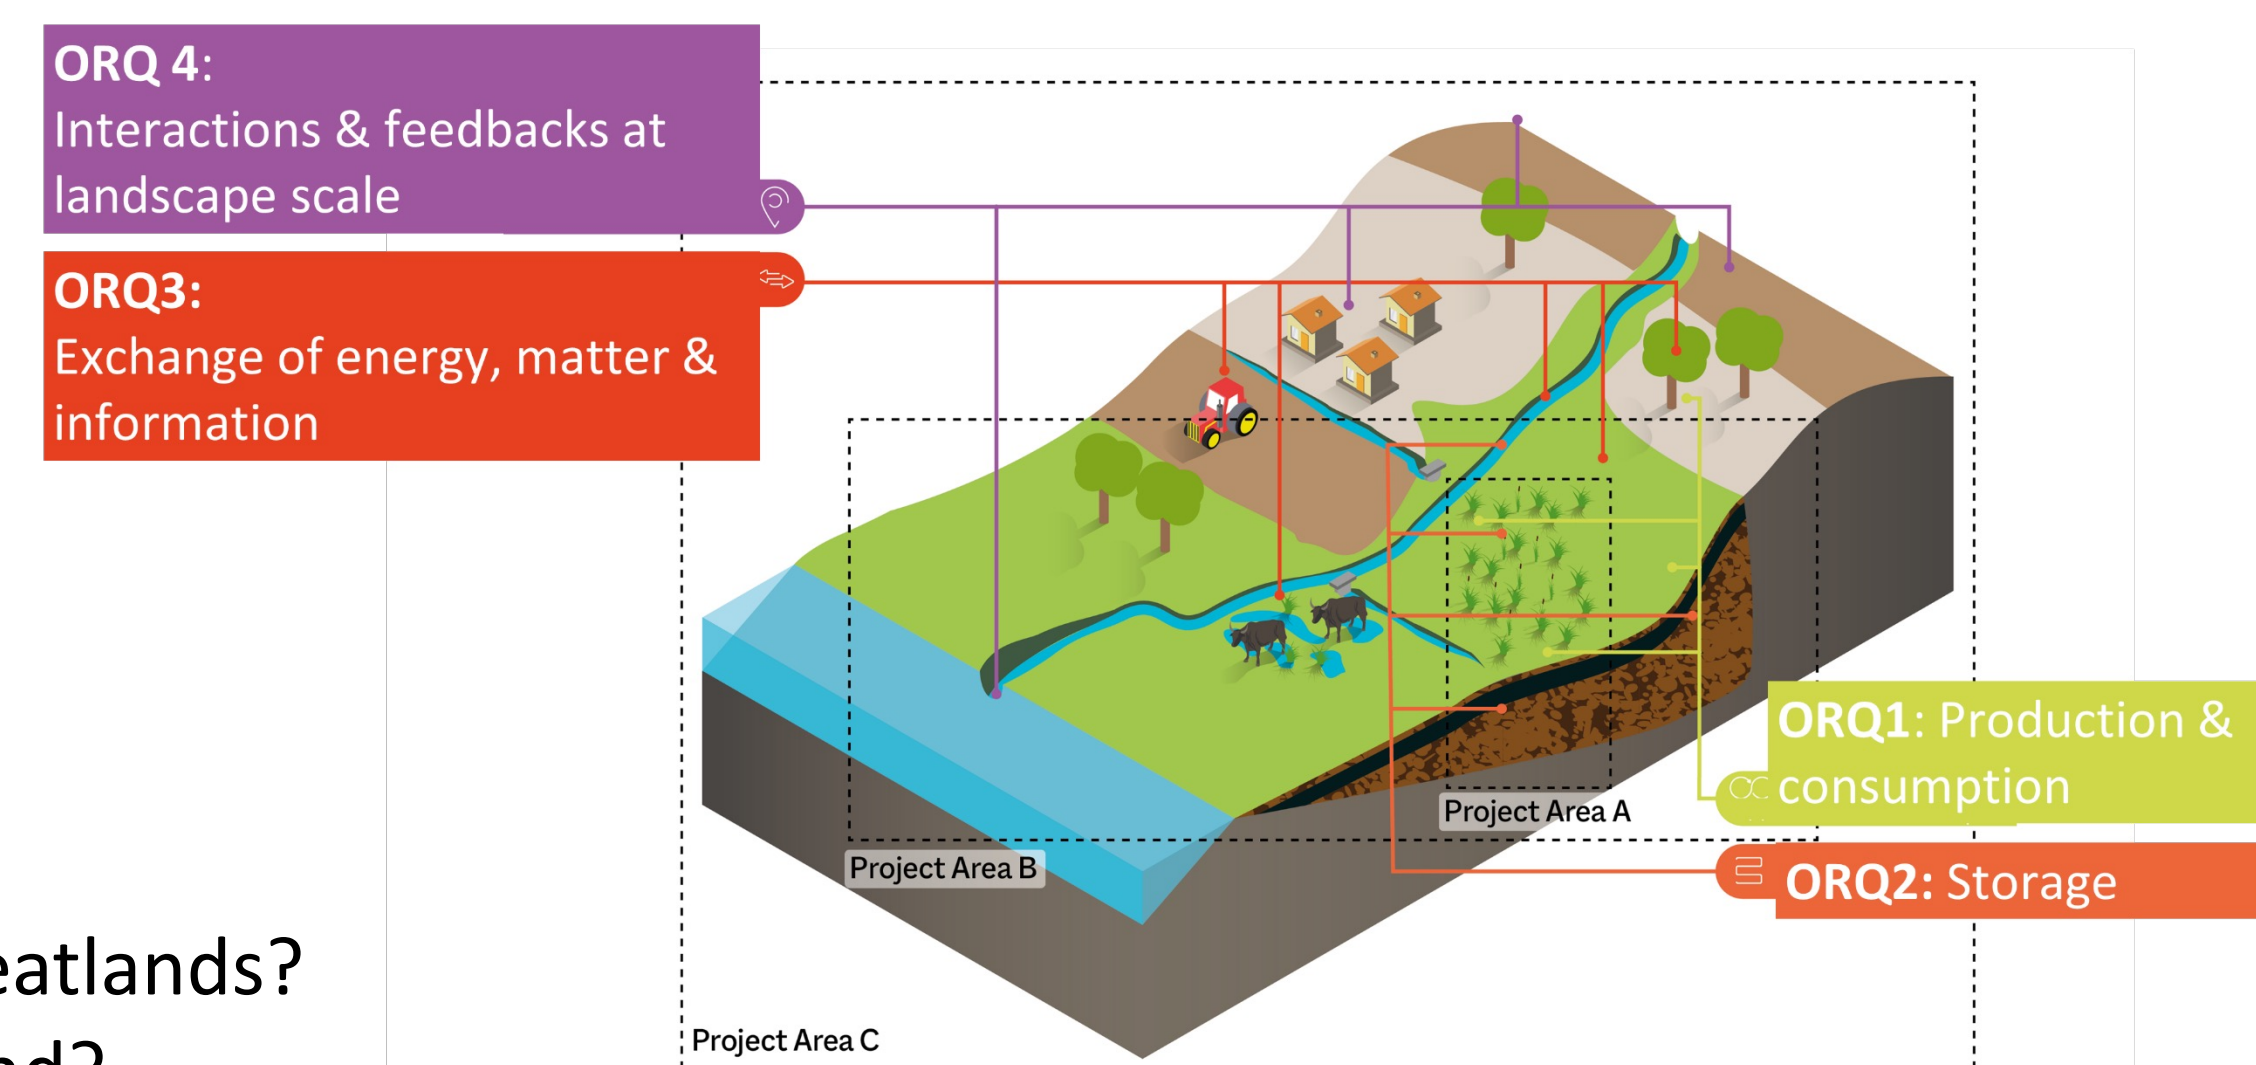 ORQ 4:
Interactions & feedbacks at
landscape scale
ORQ3:
Exchange of energy, matter &
information
ORQ1: Production &
consumption
Project Area A
Project Area B
ORQ2: Storage
eatlands?
nd?
Project Area C